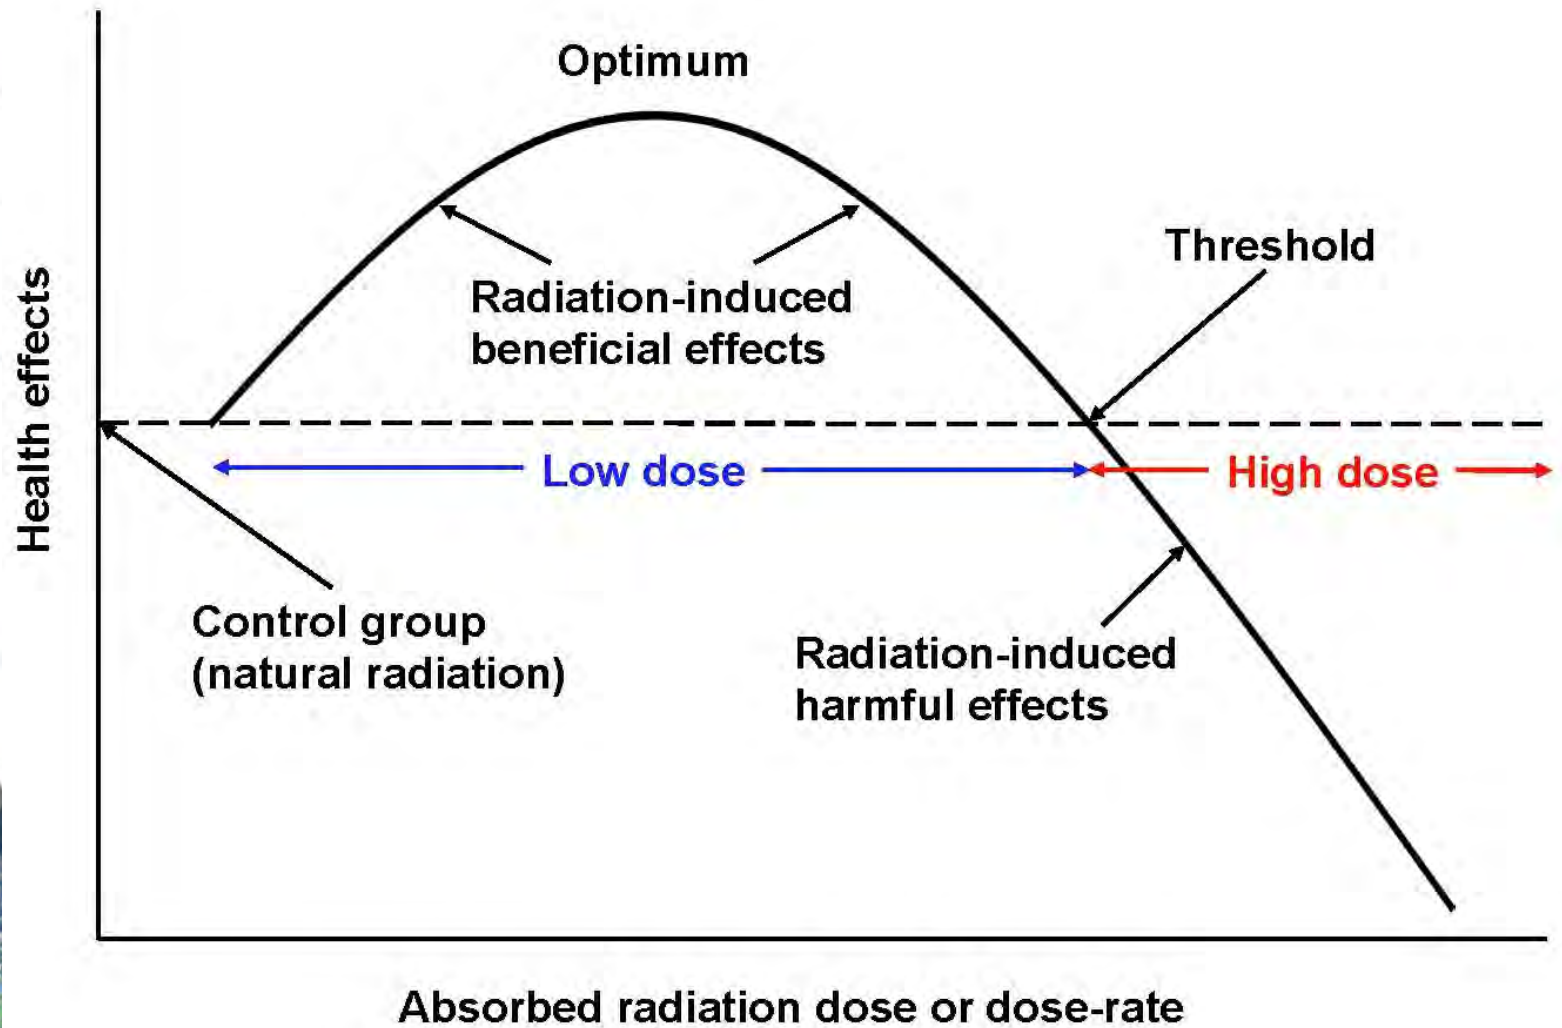 Optimum
Threshold
Radiation-induced
beneficial effects
Health effects
Low dose
High dose
Control group
(natural radiation)
Radiation-induced
harmful effects
Absorbed radiation dose or dose-rate